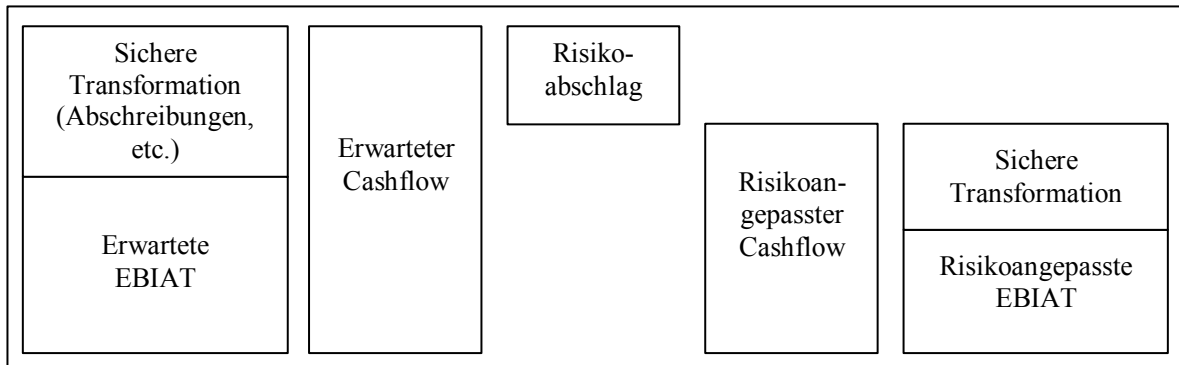 Sichere
Transformation
(Abschreibungen,
etc.)
Erwartete
EBIAT
Erwarteter
Cashflow
Risiko-
abschlag
Risikoan-
gepasster
Cashflow
Sichere
Transformation
Risikoangepasste
EBIAT